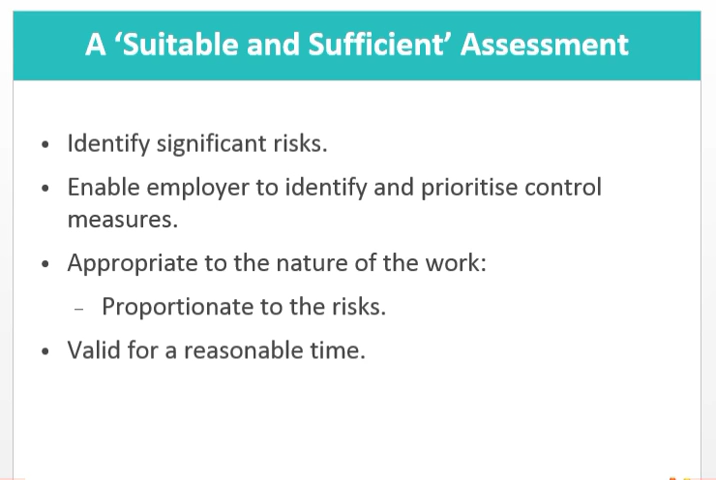 A ‘Suitable and Sufficient’ Assessment
• Identify significant risks.
• Enable employer to identify and prioritise control
measures.
• Appropriate to the nature of the work:
– Proportionate to the risks.
• Valid for a reasonable time.